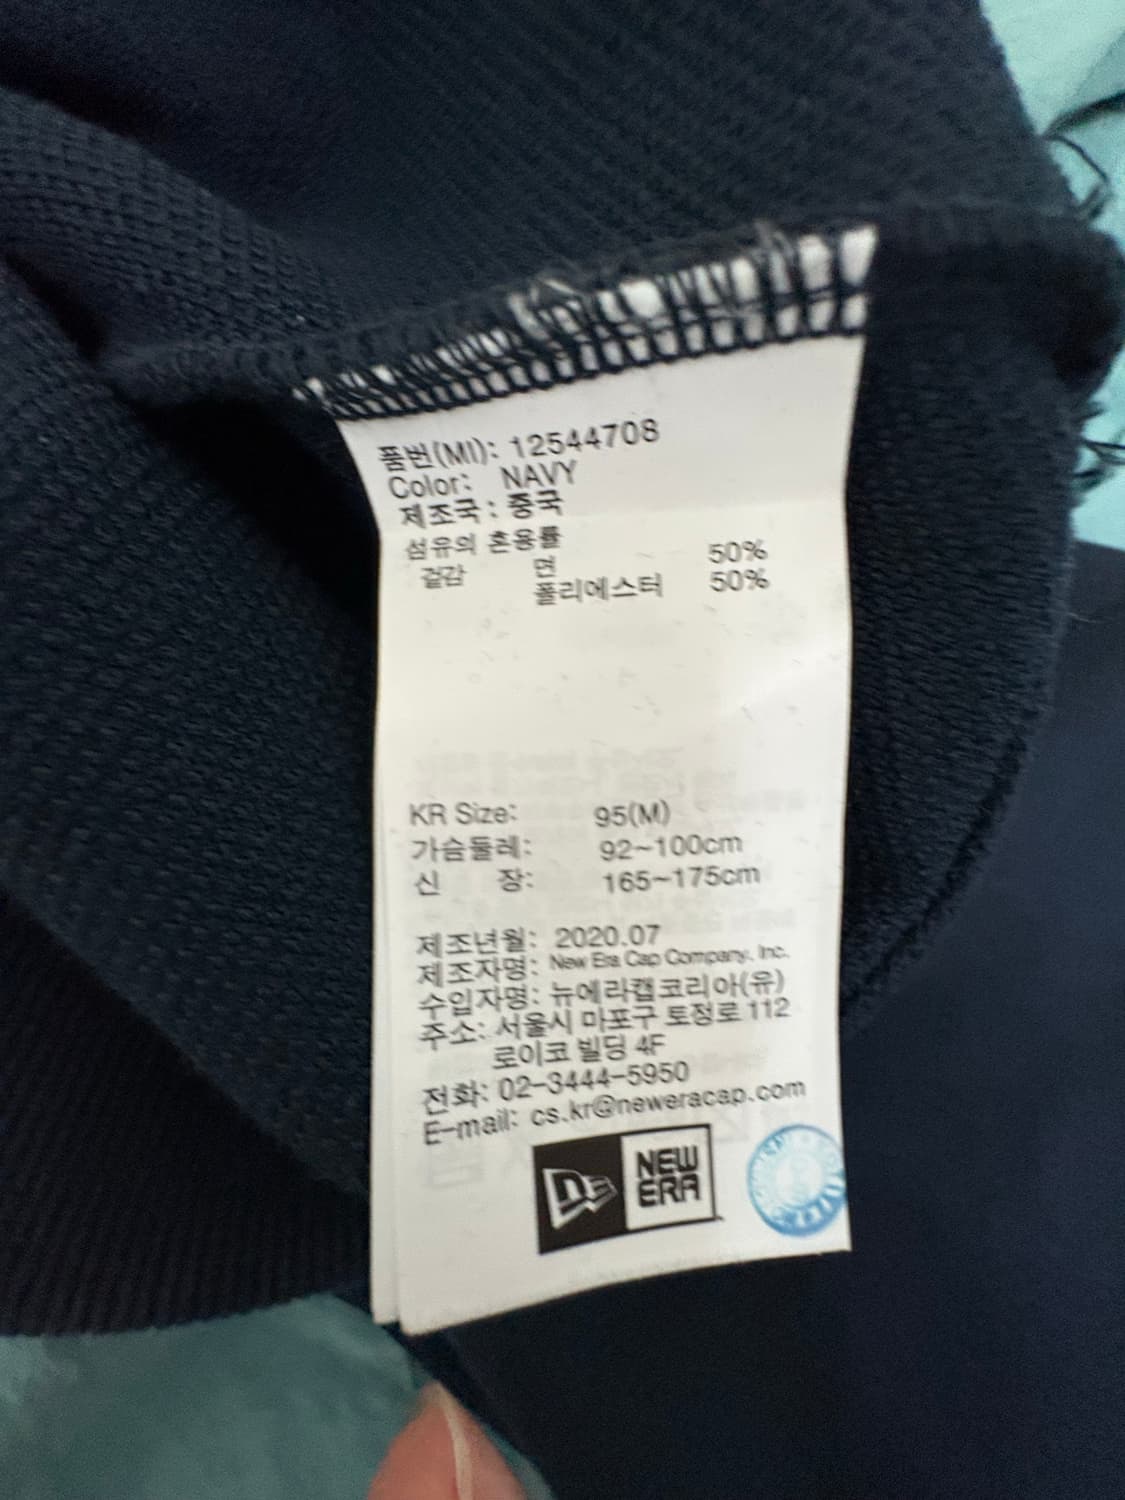 품번(MI): 12544708
Color: NAVY
제조국 : 중국
섬유의 혼용률
겉감 면 50%
폴리에스터 50%
KR Size: 95(M)
가슴둘레: 92~100cm
신 장: 165~175cm
제조년월: 2020.07
제조자명: New Era Cap Company, Inc.
수입자명: 뉴에라캡코리아(유)
주소: 서울시 마포구 토정로 112
로이코 빌딩 4F
전화: 02-3444-5950
E-mail: cs.kr@neweracap.com
NEW
ERA